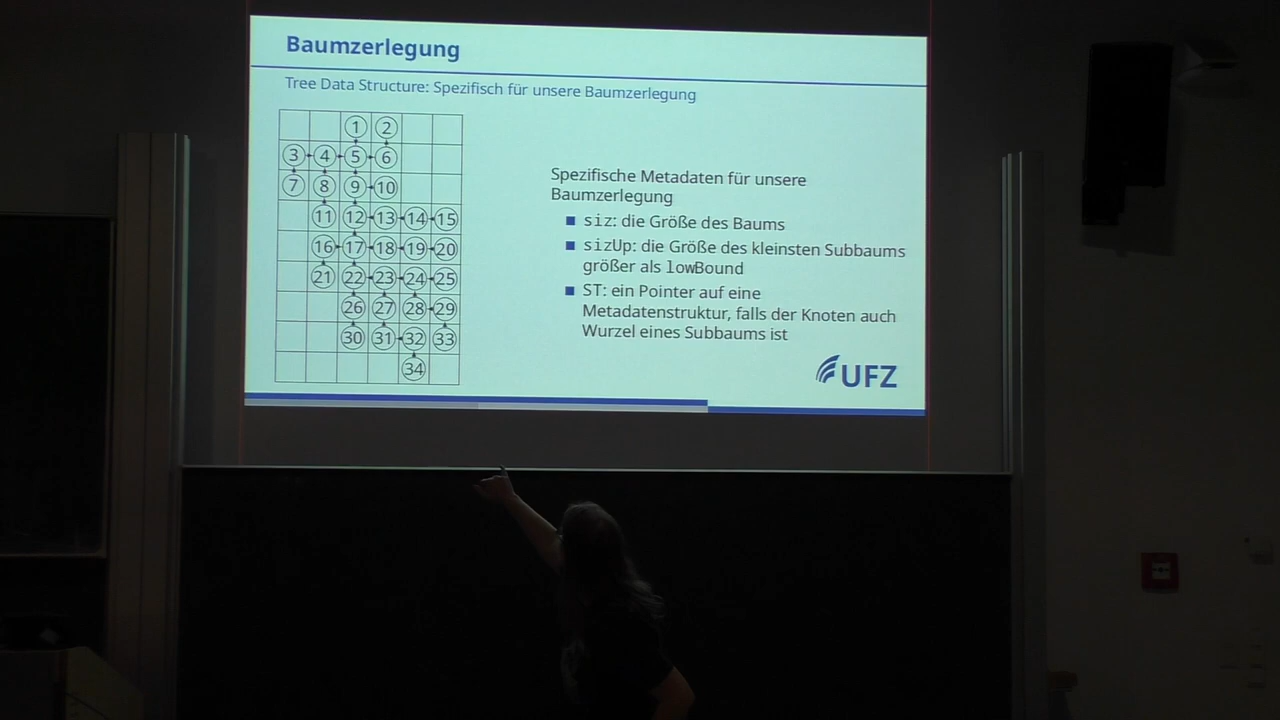 Baumzerlegung
Tree Data Structure: Spezifisch für unsere Baumzerlegung
1 2
3 4 5 6
7 8 9 10
11 12 13 14 15
16 17 18 19 20
21 22 23 24 25
26 27 28 29
30 31 32 33
34
Spezifische Metadaten für unsere
Baumzerlegung
siz: die Größe des Baums
sizUp: die Größe des kleinsten Subbaums
größer als lowBound
ST: ein Pointer auf eine
Metadatenstruktur, falls der Knoten auch
Wurzel eines Subbaums ist
UFZ